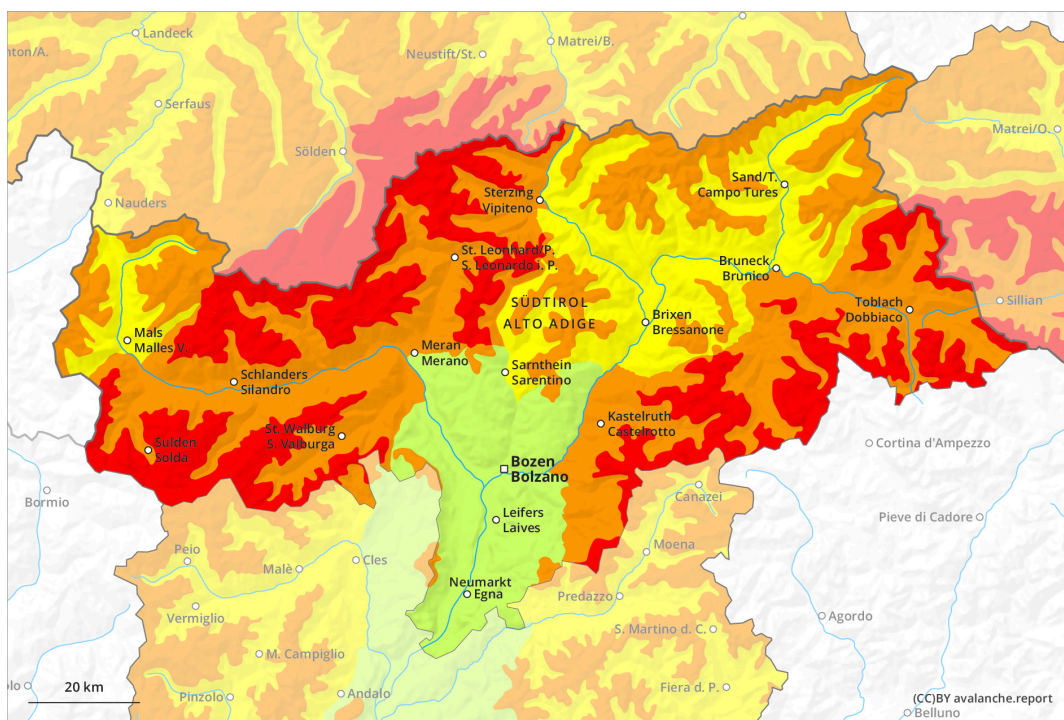 Landeck
nton/A.
Neustift/St.
Matrei/B.
Serfaus
Sölden
Matrei/O.
Nauders
Sterzing
Vipiteno
Sand/T.
Campo Tures
St. Leonhard/P.
S. Leonardo i. P.
Bruneck
Brunico
SÜDTIROL
ALTO ADIGE
Toblach
Dobbiaco
Sillian
Brixen
Bressanone
Mals
Malles V.
Meran
Merano
Sarnthein
Sarentino
Schlanders
Silandro
Kastelruth
Castelrotto
St. Walburg
S. Valburga
Sulden
Solda
Cortina d'Ampezzo
Bozen
Bolzano
Bormio
Canazei
Leifers
Laives
Pieve di Cadore
Peio
Moena
Cles
Malè
Neumarkt
Egna
Predazzo
Vermiglio
Agordo
S. Martino d. C.
M. Campiglio
olo
20 km
Pinzolo
Andalo
Fiera d. P.
(CC)BY avalanche.report
Belluno